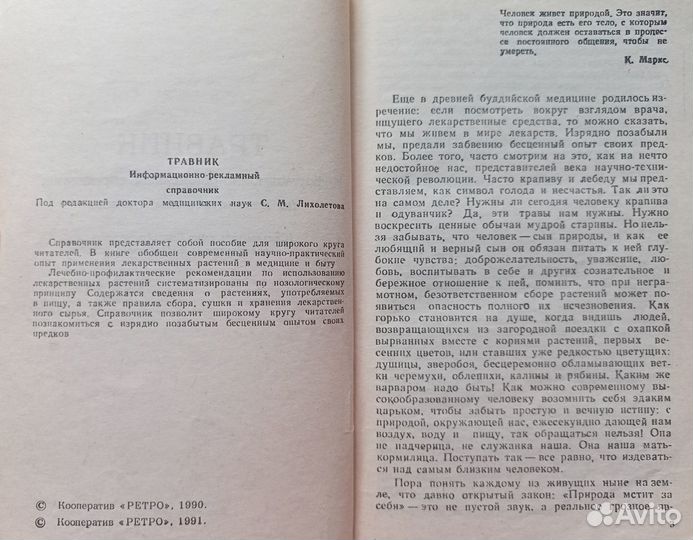 ТРАВНИК
Информационно-рекламный
справочник
Под редакцией доктора медицинских наук С. М. Лихолетова
Справочник представляет собой пособие для широкого круга
читателей. В книге обобщен современный научно-практический
опыт применения лекарственных растений в медицине и быту
Лечебно-профилактические рекомендации по использованию
лекарственных растений систематизированы по нозологическому
принципу Содержатся сведения о растениях, употребляемых
в пищу, а также правила сбора, сушки и хранения лекарствен-
ного сырья. Справочник позволит широкому кругу читателей
познакомиться с изрядно позабытым бесценным опытом своих
предков
© Кооператив «РЕТРО», 1990.
© Кооператив «РЕТРО», 1991.
Человек живет природой. Это значит,
что природа есть его тело, с которым
человек должен оставаться в процес-
се постоянного общения, чтобы не
умереть.
К. Маркс.
Еще в древней буддийской медицине родилось из-
речение: если посмотреть вокруг взглядом врача,
ищущего лекарственные средства, то можно сказать,
что мы живем в мире лекарств. Изрядно позабыли
мы, предали забвению бесценный опыт своих пред-
ков. Более того, часто смотрим на это, как на нечто
недостойное нас, представителей века научно-техни-
ческой революции. Часто крапиву и лебеду мы пред-
ставляем, как символ голода и несчастья. Так ли это
на самом деле? Нужны ли сегодня человеку крапива
и одуванчик? Да, эти травы нам нужны. Нужно
воскресить ценные обычаи мудрой старины. Но нель-
зя забывать, что человек — сын природы, и как ее
любящий и верный сын он обязан питать к ней глу-
бокие чувства: доброжелательность, уважение, лю-
бовь, воспитывать в себе и других сознательное и
бережное отношение к ней, помнить, что при негра-
мотном, безответственном сборе растений может по-
явиться опасность полного их исчезновения. Как
горько становится на душе, когда видишь людей,
возвращающихся из загородной поездки с охапкой
вырванных вместе с корнями растений, первых ве-
сенних цветов, или ставших уже редкостью цветущих:
душицы, зверобоя, бесцеремонно обламывающих вет-
ки черемухи, облепихи, калины и рябины. Каким же
варваром надо быть! Как можно современному вы-
сокообразованному человеку возомнить себя эдаким
царьком, чтобы забыть простую и вечную истину: с
природой, окружающей нас, ежесекундно дающей нам
воздух, воду и пищу, так обращаться нельзя! Она
не падчерица, не служанка наша. Она наша мать-
кормилица. Поступать так — все равно, что издеваться
над самым близким человеком.
Пора понять каждому из живущих ныне на зем-
ле, что давно открытый закон: «Природа мстит за
себя» — это не пустой звук, а реальное грозное яв-
Avito